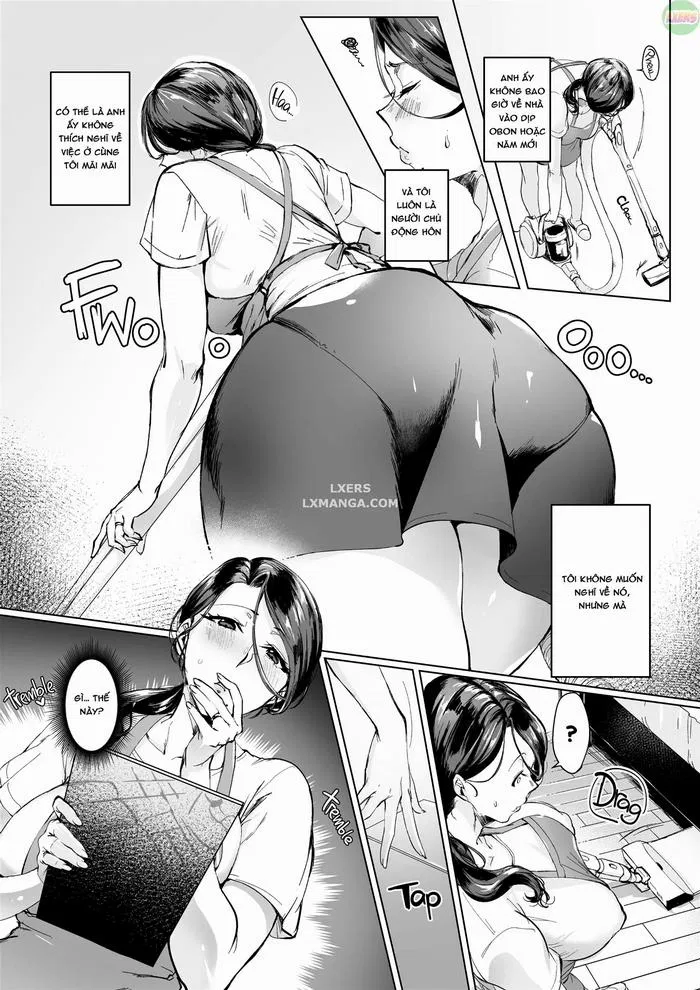 LXERS
ANH ẤY
KHÔNG BAO
GIỜ VỀ NHÀ
VÀO DỊP
OBON HOẶC
NĂM MỚI
VÀ TÔI
LUÔN LÀ
NGƯỜI CHỦ
ĐỘNG HÔN
Haa..
CÓ THỂ LÀ ANH
ẤY KHÔNG
THÍCH NGHĨ VỀ
VIỆC Ở CÙNG
TÔI MÃI MÃI
FWO
OOO...
LXERS
LXMANGA.COM
TÔI KHÔNG MUỐN
NGHĨ VỀ NÓ,
NHƯNG MÀ
?
Drag
Tap
GÌ... THẾ
NÀY?
tremble
tremble